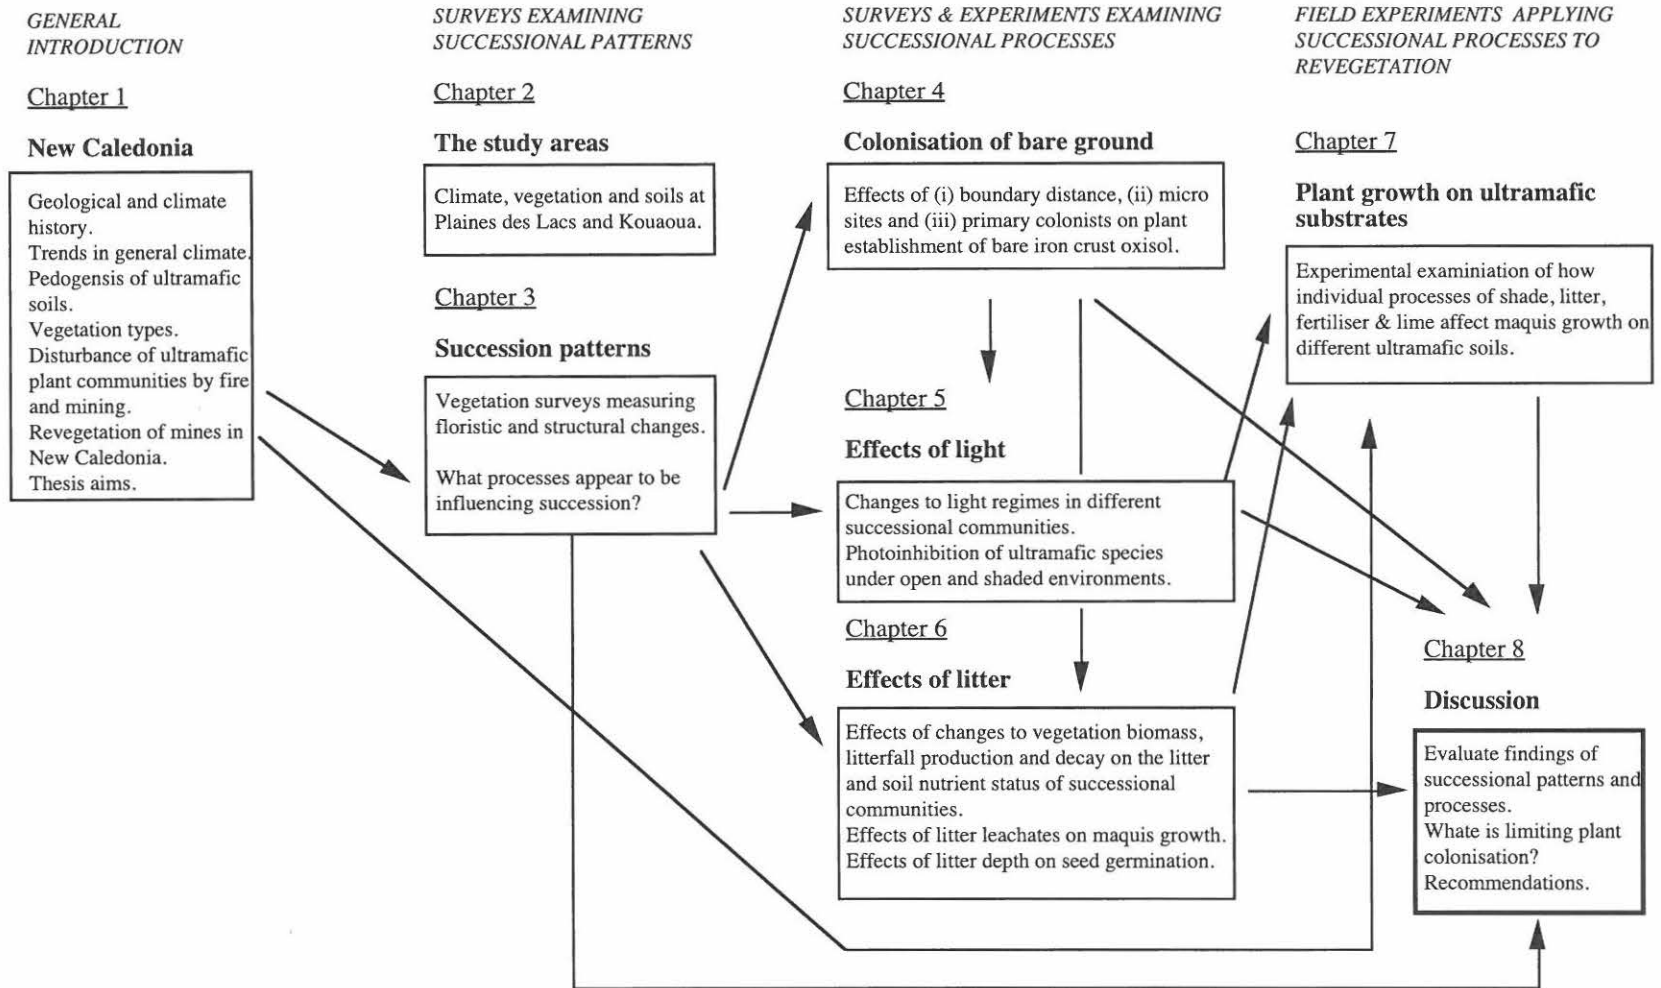 GENERAL
INTRODUCTION
Chapter 1
New Caledonia
Geological and climate
history.
Trends in general climate.
Pedogensis of ultramafic
soils.
Vegetation types.
Disturbance of ultramafic
plant communities by fire
and mining.
Revegetation of mines in
New Caledonia.
Thesis aims.
SURVEYS EXAMINING
SUCCESSIONAL PATTERNS
Chapter 2
The study areas
Climate, vegetation and soils at
Plaines des Lacs and Kouaoua.
Chapter 3
Succession patterns
Vegetation surveys measuring
floristic and structural changes.
What processes appear to be
influencing succession?
SURVEYS & EXPERIMENTS EXAMINING
SUCCESSIONAL PROCESSES
Chapter 4
Colonisation of bare ground
Effects of (i) boundary distance, (ii) micro
sites and (iii) primary colonists on plant
establishment of bare iron crust oxisol.
Chapter 5
Effects of light
Changes to light regimes in different
successional communities.
Photoinhibition of ultramafic species
under open and shaded environments.
Chapter 6
Effects of litter
Effects of changes to vegetation biomass,
litterfall production and decay on the litter
and soil nutrient status of successional
communities.
Effects of litter leachates on maquis growth.
Effects of litter depth on seed germination.
FIELD EXPERIMENTS APPLYING
SUCCESSIONAL PROCESSES TO
REVEGETATION
Chapter 7
Plant growth on ultramafic
substrates
Experimental examiniation of how
individual processes of shade, litter,
fertiliser & lime affect maquis growth on
different ultramafic soils.
Chapter 8
Discussion
Evaluate findings of
successional patterns and
processes.
Whate is limiting plant
colonisation?
Recommendations.